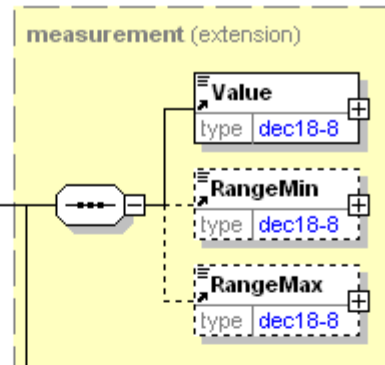 measurement (extension)
Value
type dec18-8
RangeMin
type dec18-8
RangeMax
type dec18-8